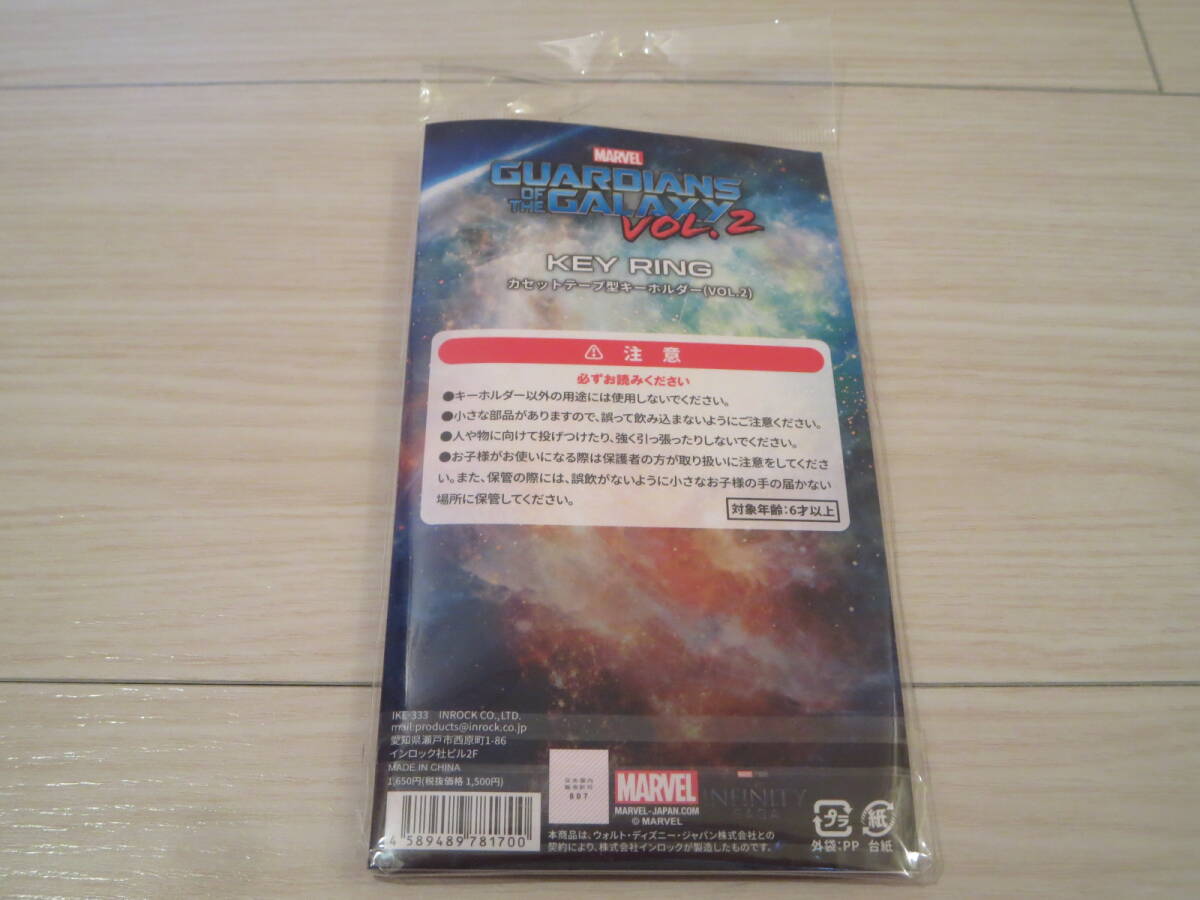 MARVEL
GUARDIANS
OF THE GALAXY
VOL.2
KEY RING
カセットテープ型キーホルダー(VOL.2)
⚠ 注 意
必ずお読みください
●キーホルダー以外の用途には使用しないでください。
●小さな部品がありますので、誤って飲み込まないようにご注意ください。
●人や物に向けて投げつけたり、強く引っ張ったりしないでください。
●お子様がお使いになる際は保護者の方が取り扱いに注意をしてくださ
い。また、保管の際には、誤飲がないように小さなお子様の手の届かない
場所に保管してください。
対象年齢:6才以上
IKE-333 INROCK CO.,LTD.
mail:products@inrock.co.jp
愛知県瀬戸市西原町1-86
インロック社ビル2F
MADE IN CHINA
1,650円(税抜価格 1,500円)
4 589489 781700
日本国内
販売許可
807
MARVEL
MARVEL-JAPAN.COM
© MARVEL
INFINITY
SAGA
本商品は、ウォルト・ディズニー・ジャパン株式会社との
契約により、株式会社インロックが製造したものです。
プラ
外袋:PP
紙
台紙